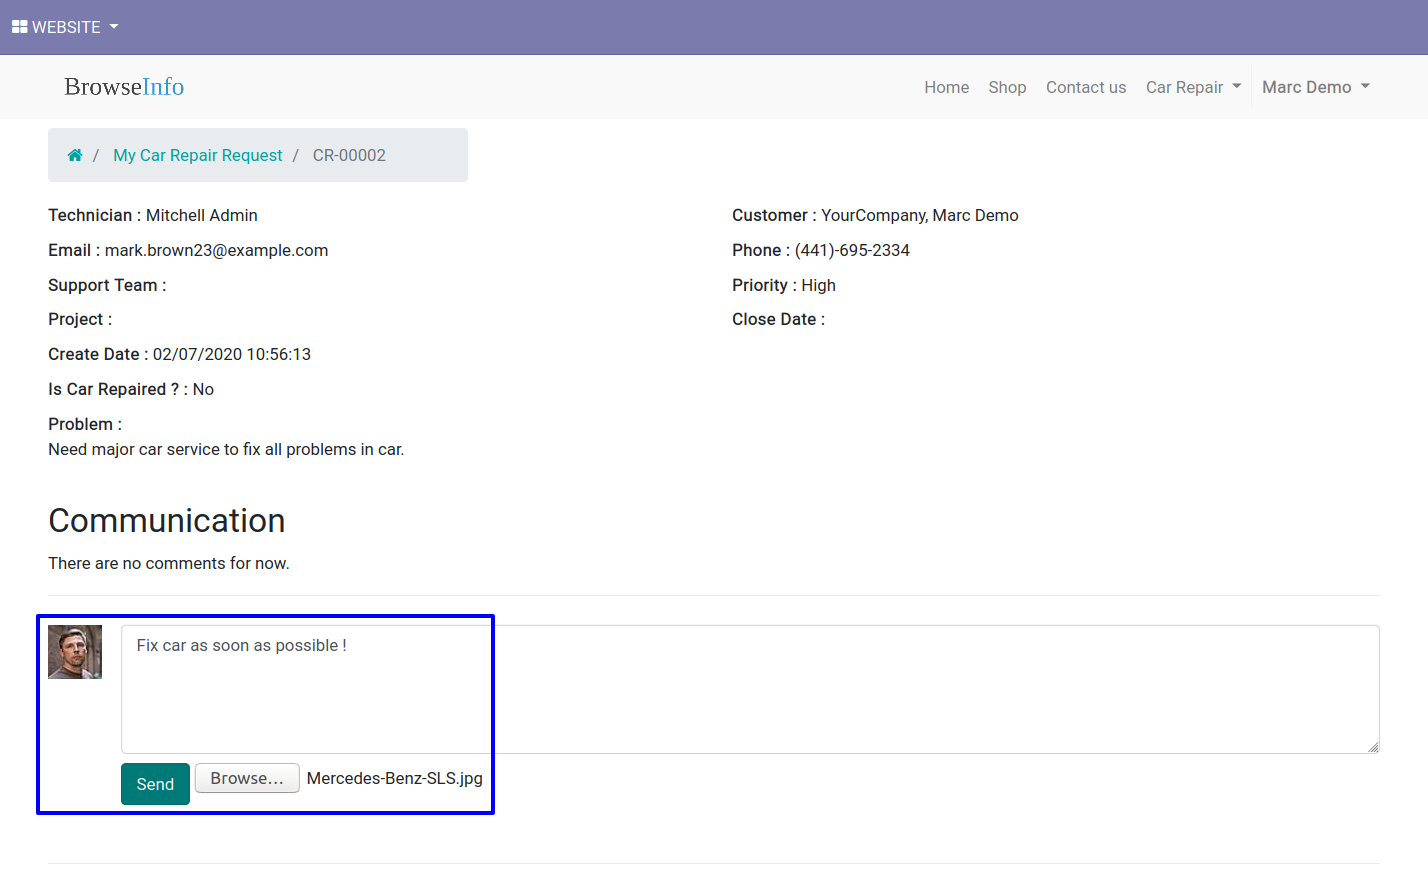 WEBSITE
BrowseInfo
Home Shop Contact us Car Repair Marc Demo
/ My Car Repair Request / CR-00002
Technician : Mitchell Admin
Customer : YourCompany, Marc Demo
Email : mark.brown23@example.com
Phone : (441)-695-2334
Support Team :
Priority : High
Project :
Close Date :
Create Date : 02/07/2020 10:56:13
Is Car Repaired ? : No
Problem :
Need major car service to fix all problems in car.
Communication
There are no comments for now.
Fix car as soon as possible !
Send Browse... Mercedes-Benz-SLS.jpg